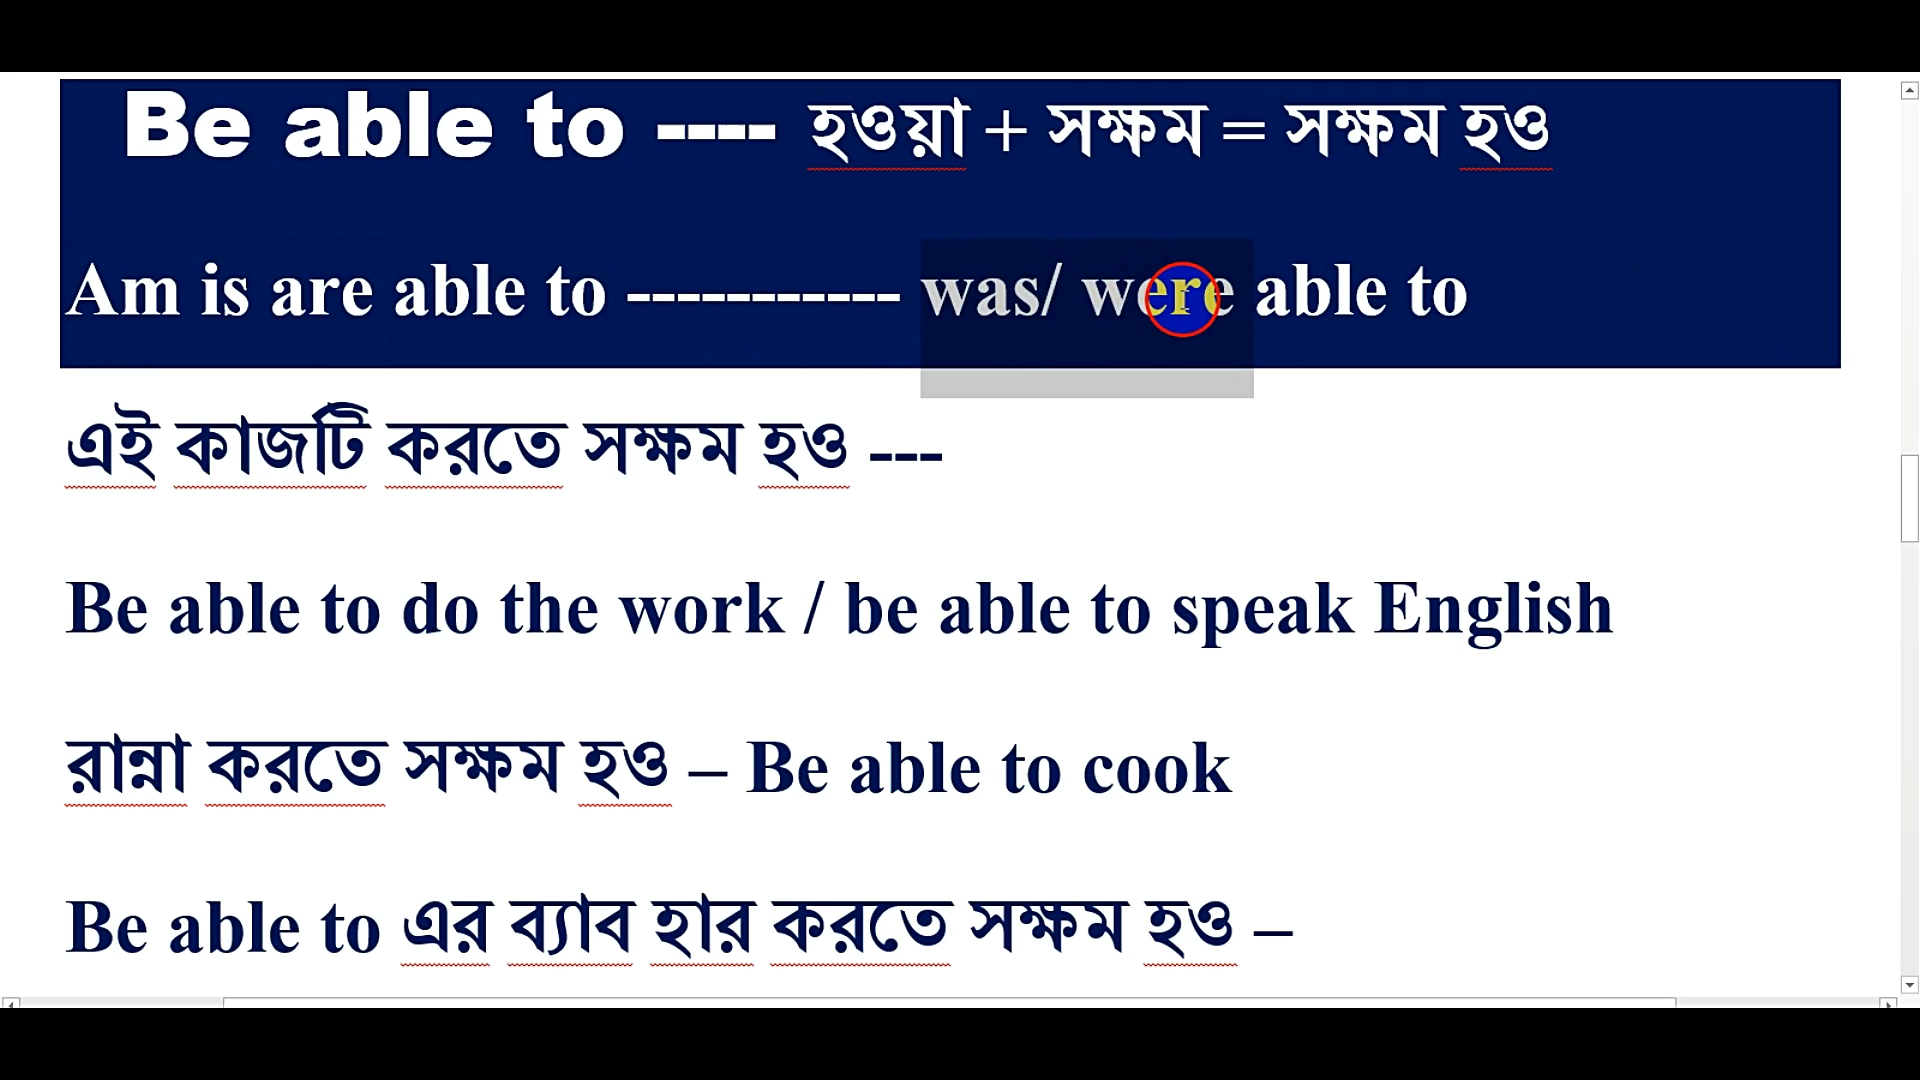 Be able to ---- হওয়া + সক্ষম = সক্ষম হও
Am is are able to ----------- was/ were able to
এই কাজটি করতে সক্ষম হও ---
Be able to do the work / be able to speak English
রান্না করতে সক্ষম হও – Be able to cook
Be able to এর ব্যাব হার করতে সক্ষম হও –